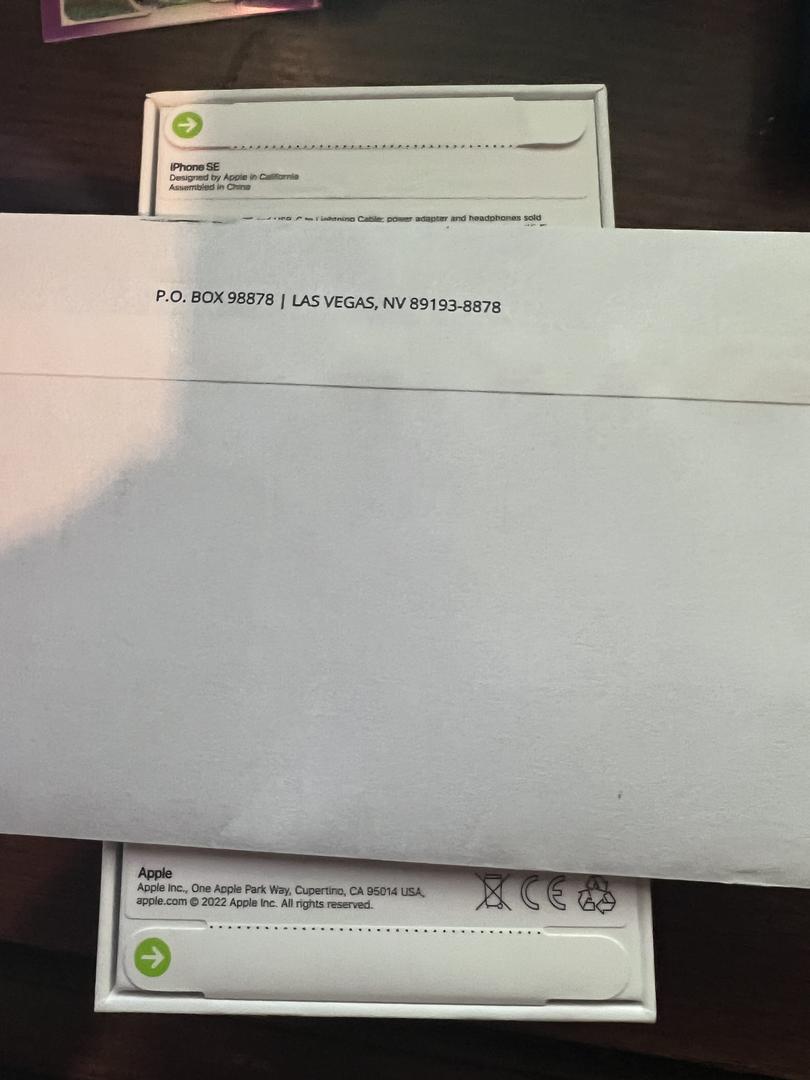 iPhone SE
Designed by Apple in California
Assembled in China
Lightning Cable; power adapter and headphones sold
P.O. BOX 98878 | LAS VEGAS, NV 89193-8878
Apple
Apple Inc., One Apple Park Way, Cupertino, CA 95014 USA,
apple.com © 2022 Apple Inc. All rights reserved.
CE